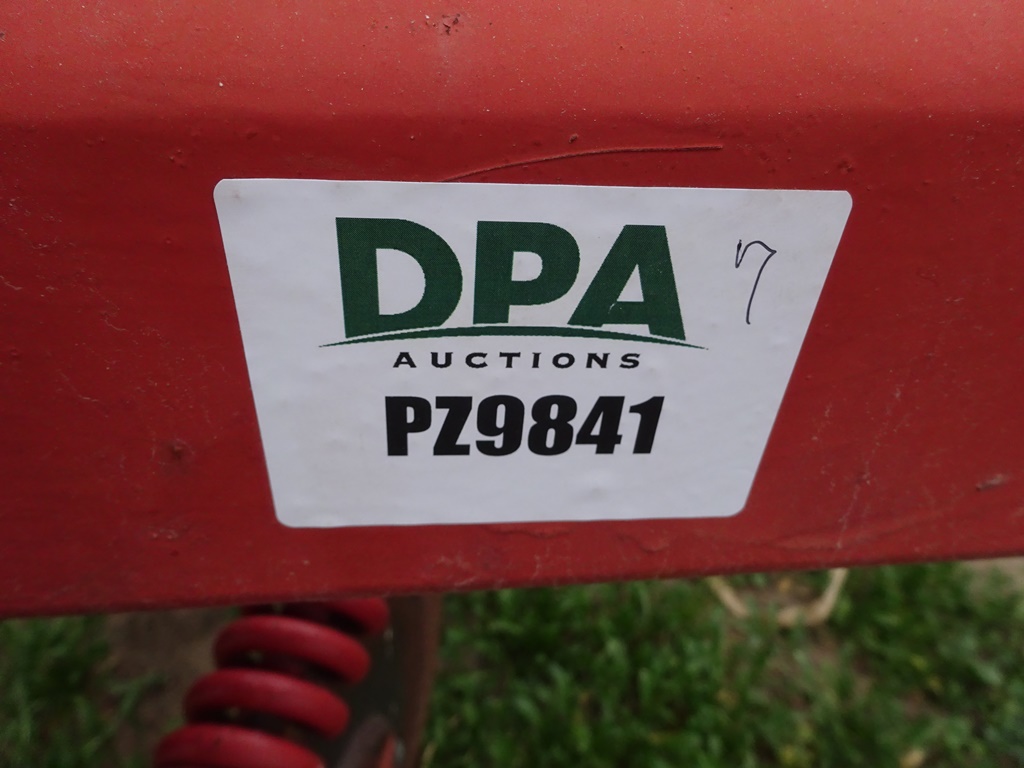 DPA
7
AUCTIONS
PZ9841